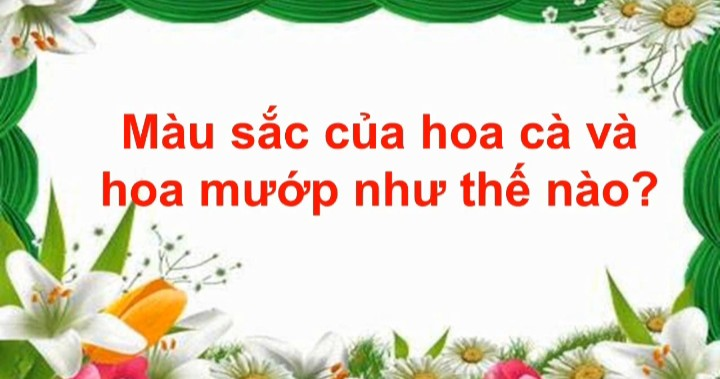 Màu sắc của hoa cà và
hoa mướp như thế nào?